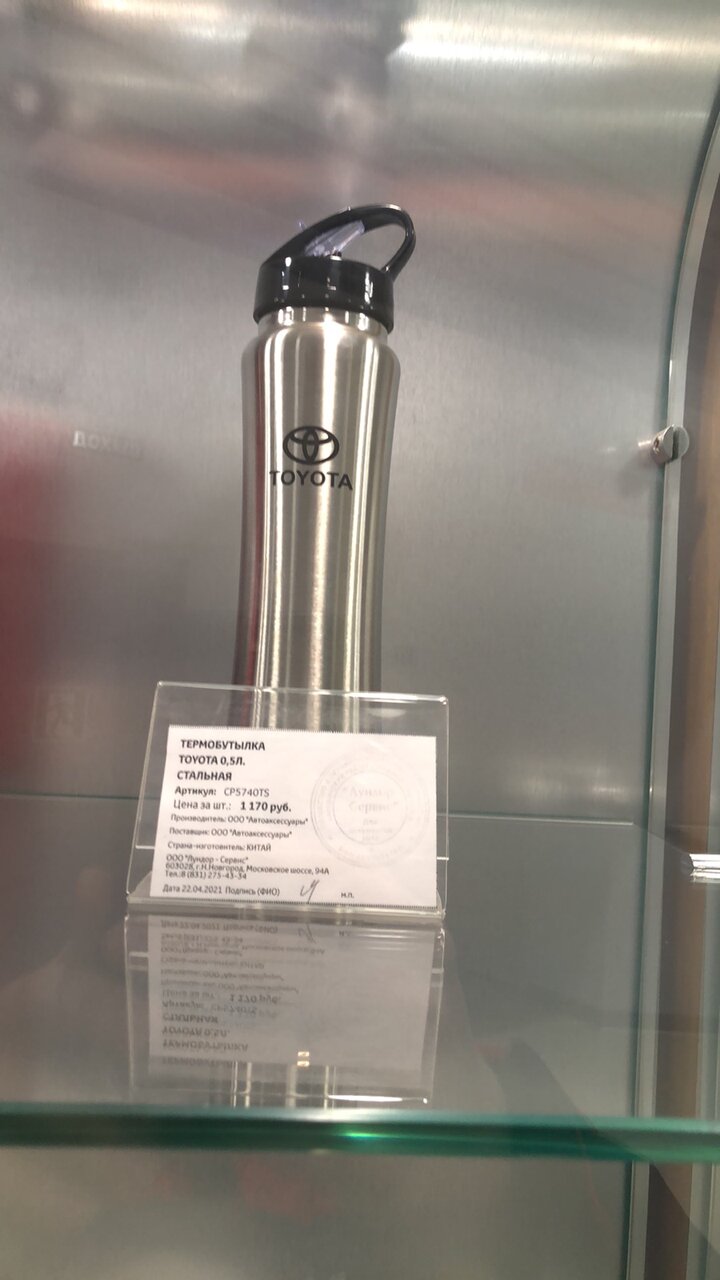 TOYOTA
ТЕРМОБУТЫЛКА
TOYOTA 0,5Л.
СТАЛЬНАЯ
Артикул: CP5740TS
Цена за шт.: 1 170 руб.
Производитель: ООО "Автоаксессуары"
Поставщик: ООО "Автоаксессуары"
Страна-изготовитель: КИТАЙ
ООО "Лундор - Сервис"
603028, г.Н.Новгород, Московское шоссе, 94А
Тел.:8 (831) 275-43-34
Дата 22.04.2021 Подпись (ФИО) М.П.